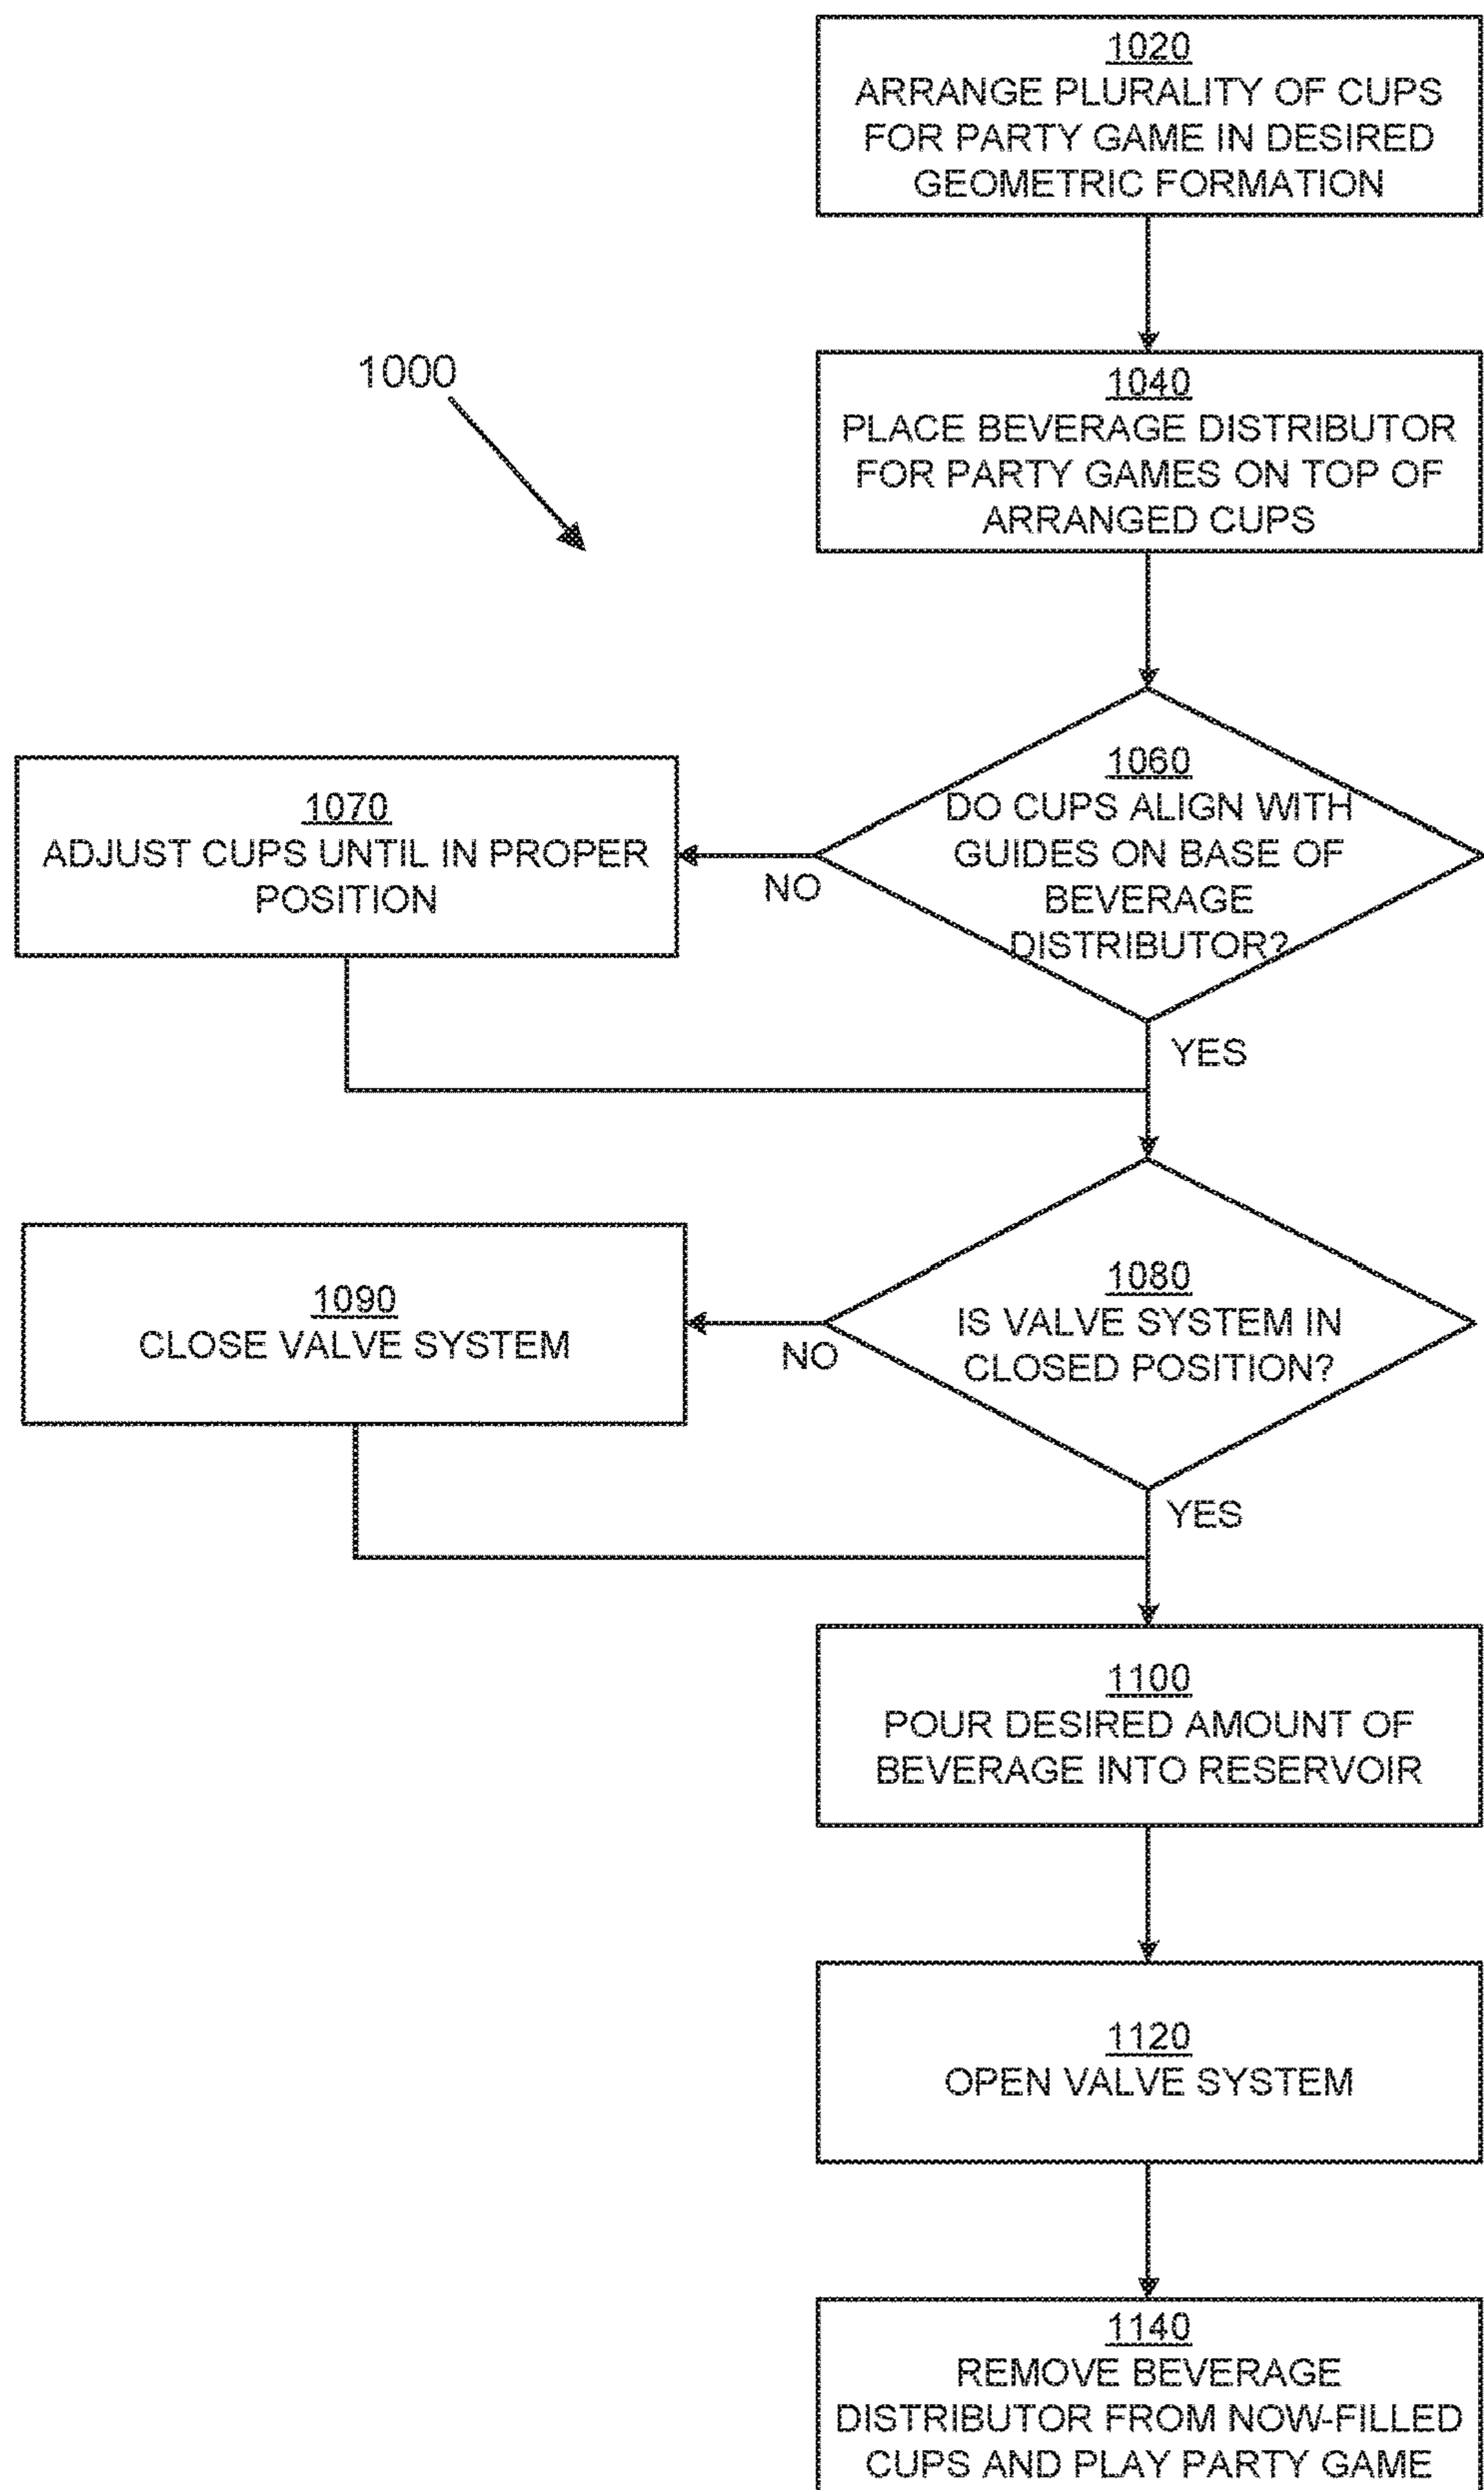 1020
ARRANGE PLURALITY OF CUPS
FOR PARTY GAME IN DESIRED
GEOMETRIC FORMATION
1000
1040
PLACE BEVERAGE DISTRIBUTOR
FOR PARTY GAMES ON TOP OF
ARRANGED CUPS
1060
DO CUPS ALIGN WITH
GUIDES ON BASE OF
BEVERAGE
DISTRIBUTOR?
NO
1070
ADJUST CUPS UNTIL IN PROPER
POSITION
YES
1080
IS VALVE SYSTEM IN
CLOSED POSITION?
NO
1090
CLOSE VALVE SYSTEM
YES
1100
POUR DESIRED AMOUNT OF
BEVERAGE INTO RESERVOIR
1120
OPEN VALVE SYSTEM
1140
REMOVE BEVERAGE
DISTRIBUTOR FROM NOW-FILLED
CUPS AND PLAY PARTY GAME